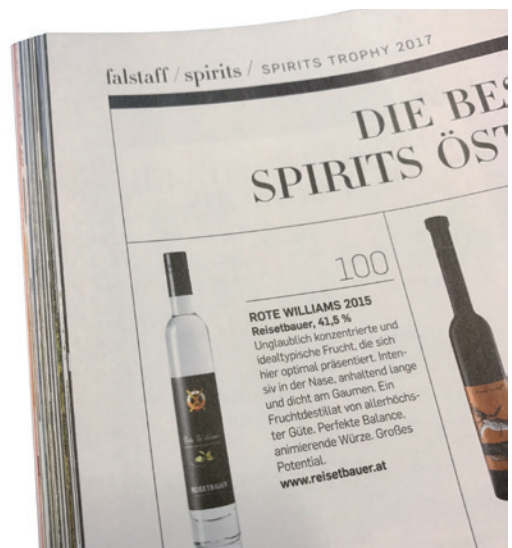 falstaff / spirits / SPIRITS TROPHY 2017
DIE BES
SPIRITS ÖST
100
ROTE WILLIAMS 2015
Reisetbauer, 41,5 %
Unglaublich konzentrierte und
idealtypische Frucht, die sich
hier optimal präsentiert. Inten-
siv in der Nase, anhaltend lange
und dicht am Gaumen. Ein
Fruchtdestillat von allerhöchs-
ter Güte. Perfekte Balance,
animierende Würze. Großes
Potential.
www.reisetbauer.at
REISETBAUER